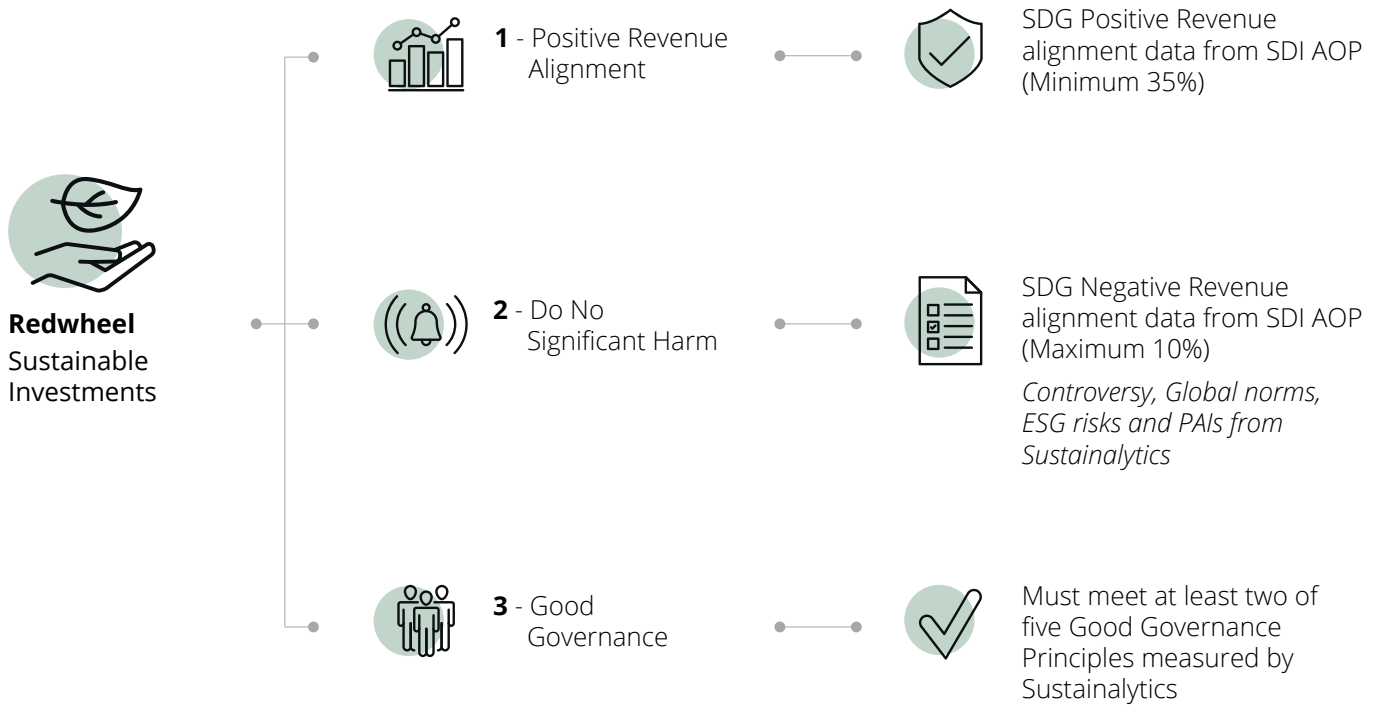 Redwheel
Sustainable
Investments
1 - Positive Revenue
Alignment
SDG Positive Revenue
alignment data from SDI AOP
(Minimum 35%)
2 - Do No
Significant Harm
SDG Negative Revenue
alignment data from SDI AOP
(Maximum 10%)
Controversy, Global norms,
ESG risks and PAIs from
Sustainalytics
3 - Good
Governance
Must meet at least two of
five Good Governance
Principles measured by
Sustainalytics